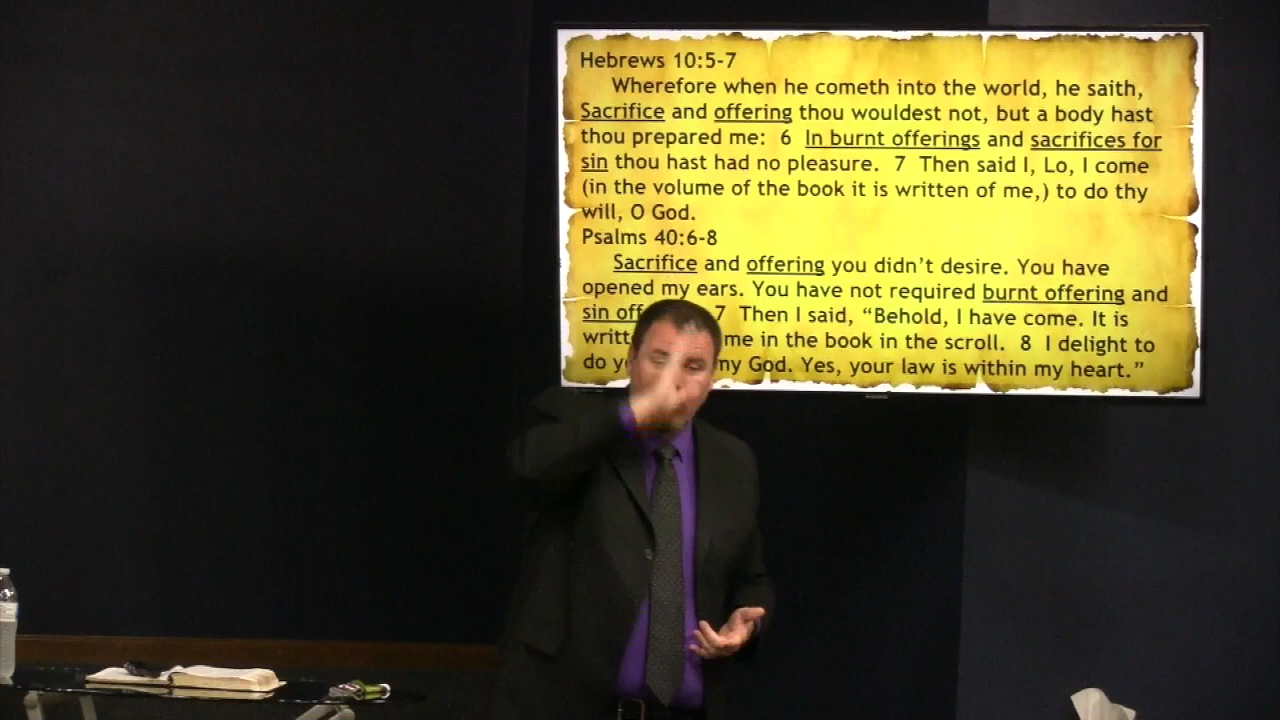 Hebrews 10:5-7
Wherefore when he cometh into the world, he saith,
Sacrifice and offering thou wouldest not, but a body hast
thou prepared me: 6 In burnt offerings and sacrifices for
sin thou hast had no pleasure. 7 Then said I, Lo, I come
(in the volume of the book it is written of me,) to do thy
will, O God.
Psalms 40:6-8
Sacrifice and offering you didn’t desire. You have
opened my ears. You have not required burnt offering and
sin 7 Then I said, “Behold, I have come. It is
me in the book in the scroll. 8 I delight to
do my God. Yes, your law is within my heart.”